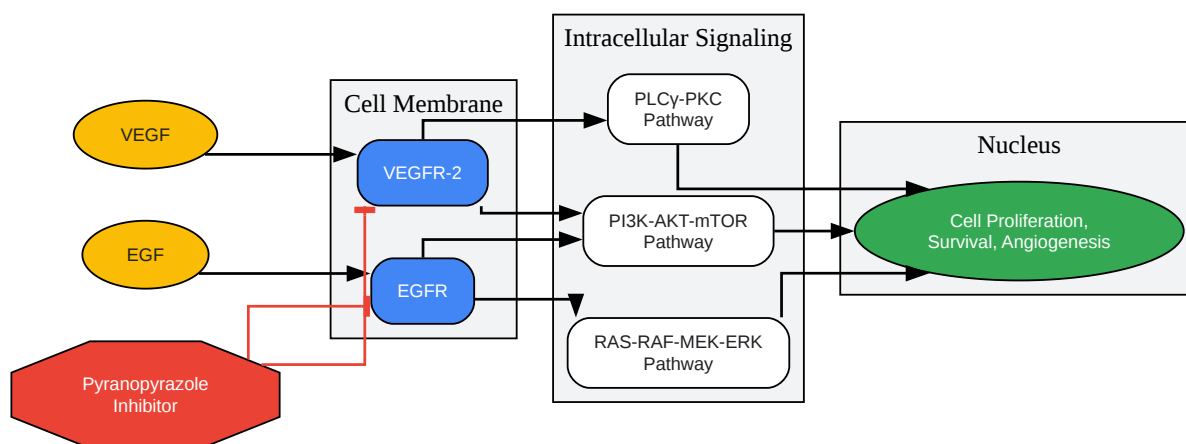 Intracellular Signaling
Cell Membrane
PLCγ-PKC
Pathway
VEGF
Nucleus
VEGFR-2
PI3K-AKT-mTOR
Pathway
Cell Proliferation,
Survival, Angiogenesis
EGF
EGFR
RAS-RAF-MEK-ERK
Pathway
Pyranopyrazole
Inhibitor